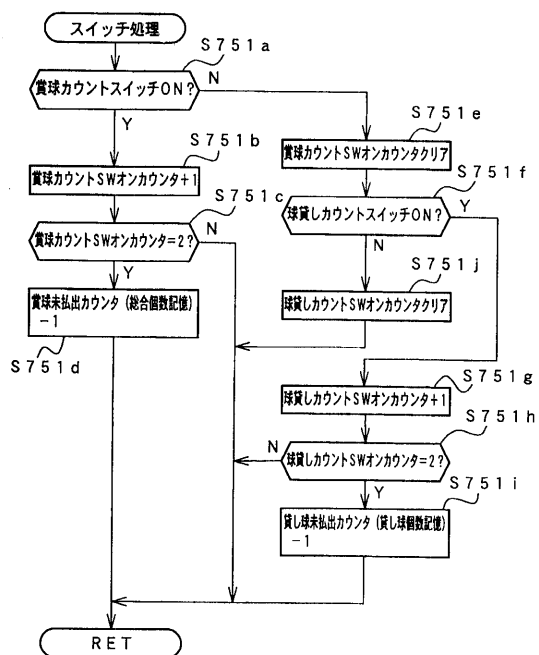 スイッチ処理
S751a
賞球カウントスイッチON?
N
Y
S751b
賞球カウントSWオンカウンタ+1
S751c
賞球カウントSWオンカウンタ=2?
N
Y
賞球未払出カウンタ(総合個数記憶)
-1
S751d
S751e
賞球カウントSWオンカウンタクリア
S751f
球貸しカウントスイッチON?
Y
N
S751j
球貸しカウントSWオンカウンタクリア
S751g
球貸しカウントSWオンカウンタ+1
S751h
N
球貸しカウントSWオンカウンタ=2?
Y
S751i
貸し球未払出カウンタ(貸し球個数記憶)
-1
RET